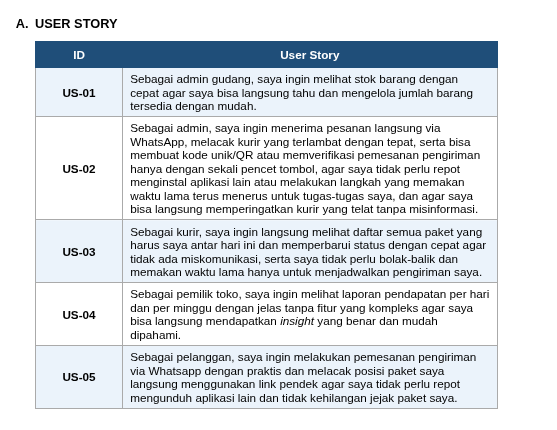 A. USER STORY
ID User Story
US-01
Sebagai admin gudang, saya ingin melihat stok barang dengan
cepat agar saya bisa langsung tahu dan mengelola jumlah barang
tersedia dengan mudah.
US-02
Sebagai admin, saya ingin menerima pesanan langsung via
WhatsApp, melacak kurir yang terlambat dengan tepat, serta bisa
membuat kode unik/QR atau memverifikasi pemesanan pengiriman
hanya dengan sekali pencet tombol, agar saya tidak perlu repot
menginstal aplikasi lain atau melakukan langkah yang memakan
waktu lama terus menerus untuk tugas-tugas saya, dan agar saya
bisa langsung memperingatkan kurir yang telat tanpa misinformasi.
US-03
Sebagai kurir, saya ingin langsung melihat daftar semua paket yang
harus saya antar hari ini dan memperbarui status dengan cepat agar
tidak ada miskomunikasi, serta saya tidak perlu bolak-balik dan
memakan waktu lama hanya untuk menjadwalkan pengiriman saya.
US-04
Sebagai pemilik toko, saya ingin melihat laporan pendapatan per hari
dan per minggu dengan jelas tanpa fitur yang kompleks agar saya
bisa langsung mendapatkan insight yang benar dan mudah
dipahami.
US-05
Sebagai pelanggan, saya ingin melakukan pemesanan pengiriman
via Whatsapp dengan praktis dan melacak posisi paket saya
langsung menggunakan link pendek agar saya tidak perlu repot
mengunduh aplikasi lain dan tidak kehilangan jejak paket saya.